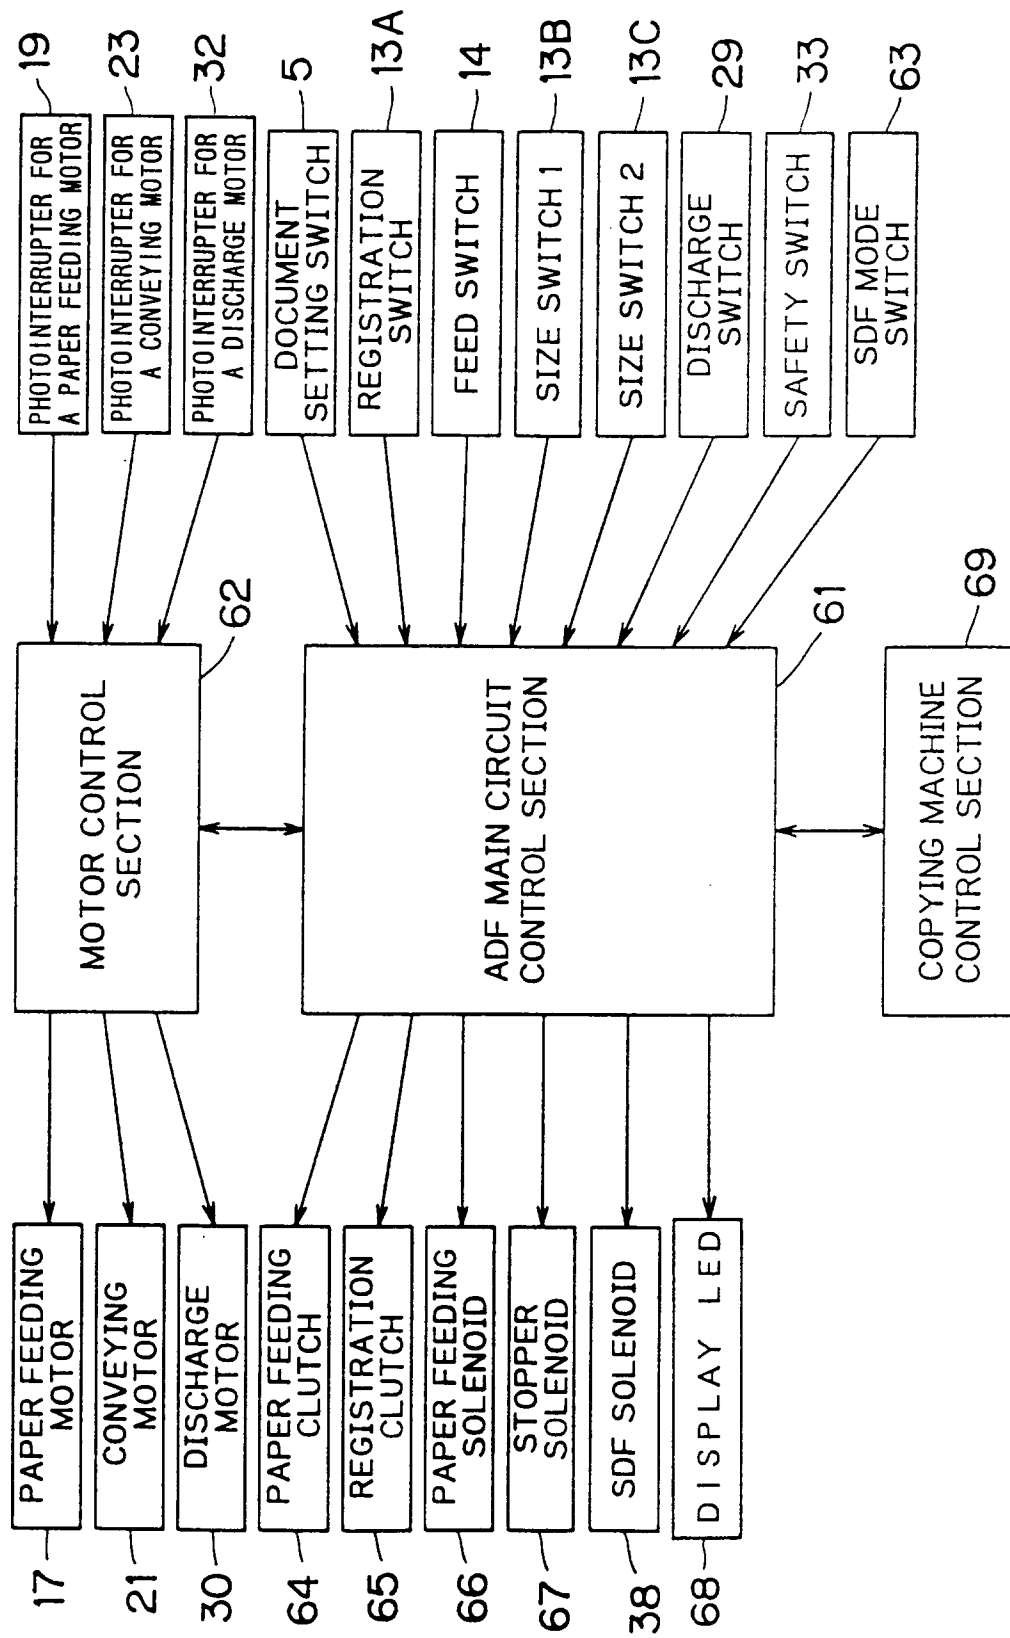 17
PAPER FEEDING
MOTOR
21
CONVEYING
MOTOR
30
DISCHARGE
MOTOR
64
PAPER FEEDING
CLUTCH
65
REGISTRATION
CLUTCH
66
PAPER FEEDING
SOLENOID
67
STOPPER
SOLENOID
38
SDF SOLENOID
68
DISPLAY LED
MOTOR CONTROL
SECTION
62
ADF MAIN CIRCUIT
CONTROL SECTION
61
COPYING MACHINE
CONTROL SECTION
69
PHOTOINTERRUPTER FOR
A PAPER FEEDING MOTOR
19
PHOTOINTERRUPTER FOR
A CONVEYING MOTOR
23
PHOTOINTERRUPTER FOR
A DISCHARGE MOTOR
32
DOCUMENT
SETTING SWITCH
5
REGISTRATION
SWITCH
13A
FEED SWITCH
14
SIZE SWITCH 1
13B
SIZE SWITCH 2
13C
DISCHARGE
SWITCH
29
SAFETY SWITCH
33
SDF MODE
SWITCH
63